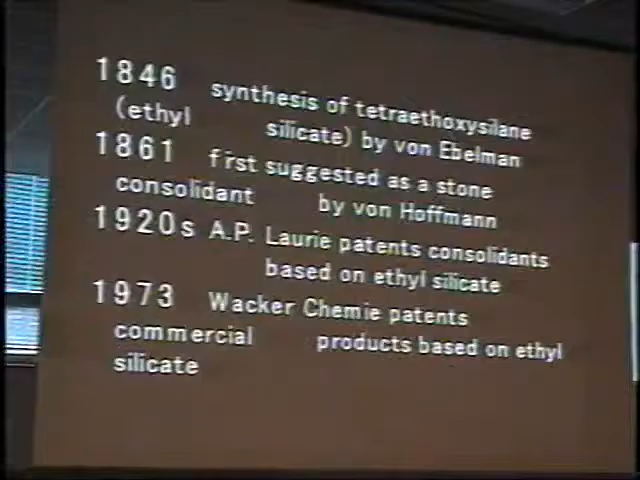 1846 synthesis of tetraethoxysilane
(ethyl silicate) by von Ebelman
1861 first suggested as a stone
consolidant by von Hoffmann
1920s A.P. Laurie patents consolidants
based on ethyl silicate
1973 Wacker Chemie patents
commercial products based on ethyl
silicate